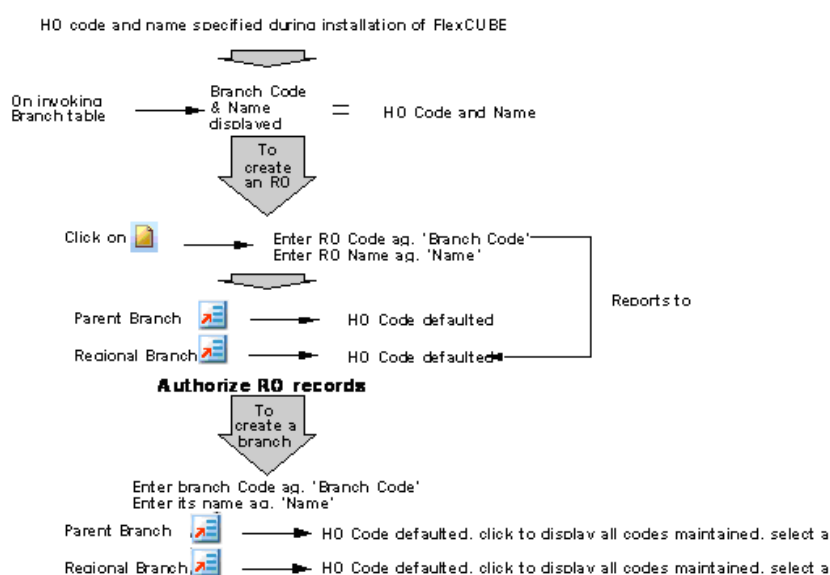 HO code and name specified during installation of FlexCUBE
On invoking
Branch table
Branch Code
& Name
displayed
=
HO Code and Name
To
create
an RO
Click on
Enter RO Code ag. 'Branch Code'
Enter RO Name ag. 'Name'
Reports to
Parent Branch
HO Code defaulted
Regional Branch
HO Code defaulted
Authorize RO records
To
create a
branch
Enter branch Code ag. 'Branch Code'
Enter its name ag. 'Name'
Parent Branch
HO Code defaulted. click to display all codes maintained. select a
Regional Branch
HO Code defaulted. click to display all codes maintained. select a